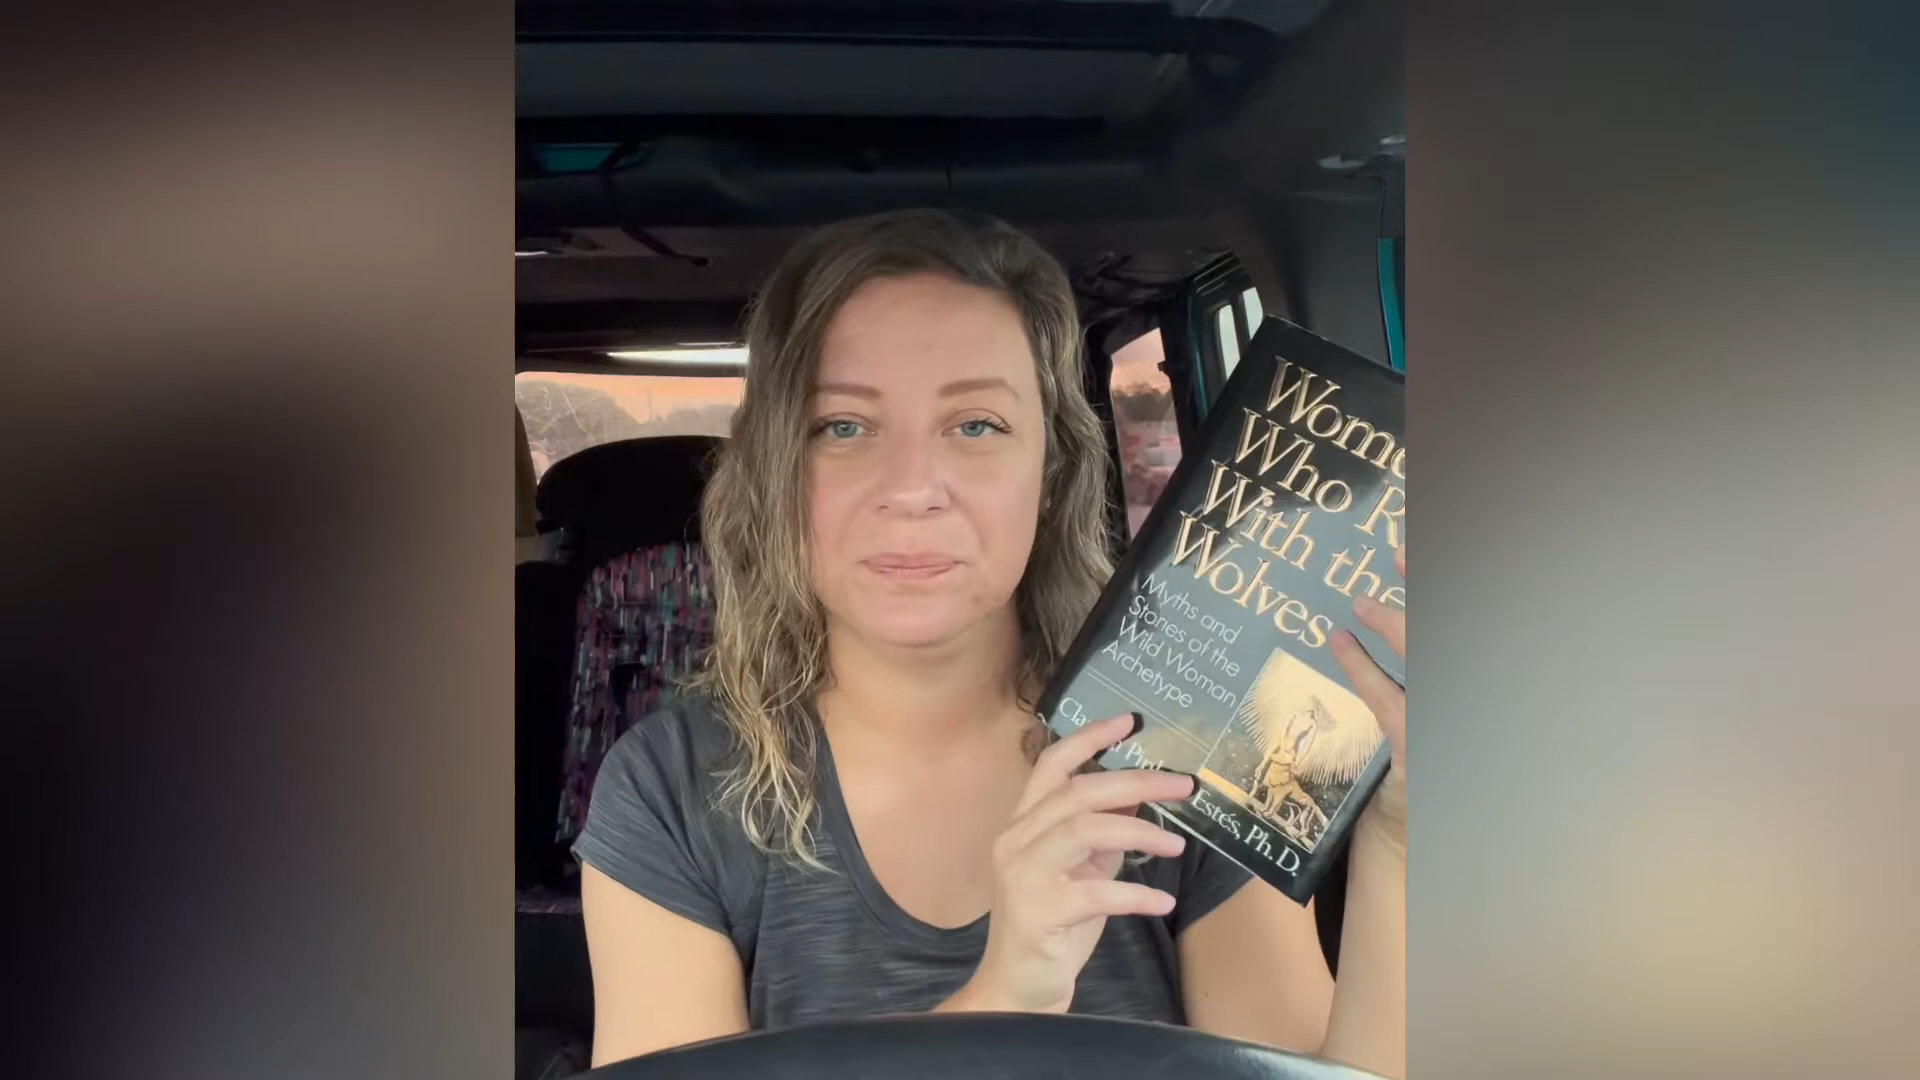 Wome
Who R
With the
Wolves
Myths and
Stories of the
Wild Woman
Archetype
Estés, Ph.D.